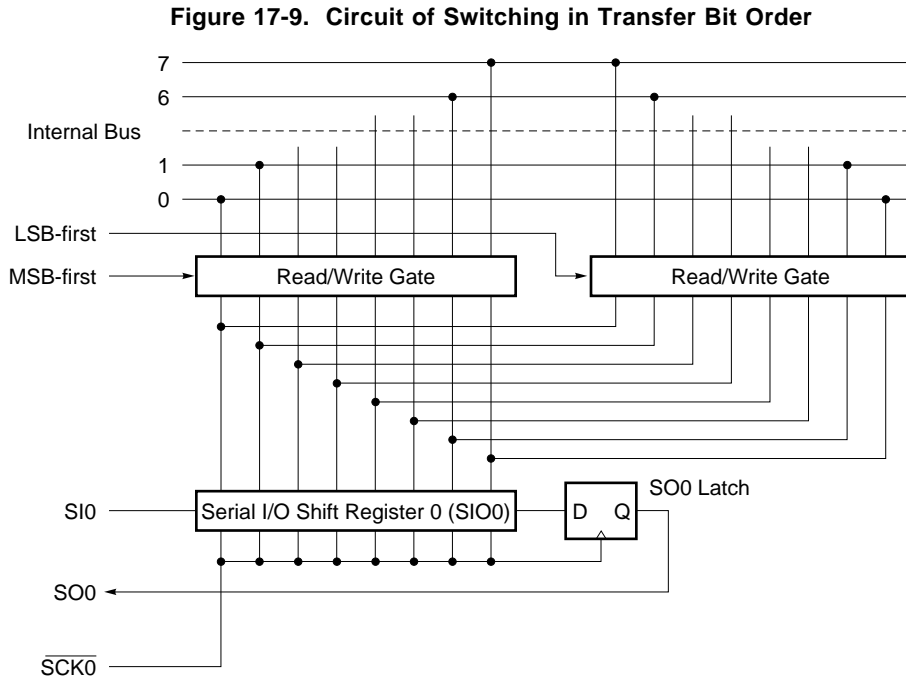 Figure 17-9. Circuit of Switching in Transfer Bit Order
7
6
Internal Bus
1
0
LSB-first
MSB-first
Read/Write Gate
Read/Write Gate
SI0
Serial I/O Shift Register 0 (SIO0)
D
Q
SO0 Latch
SO0
SCK0